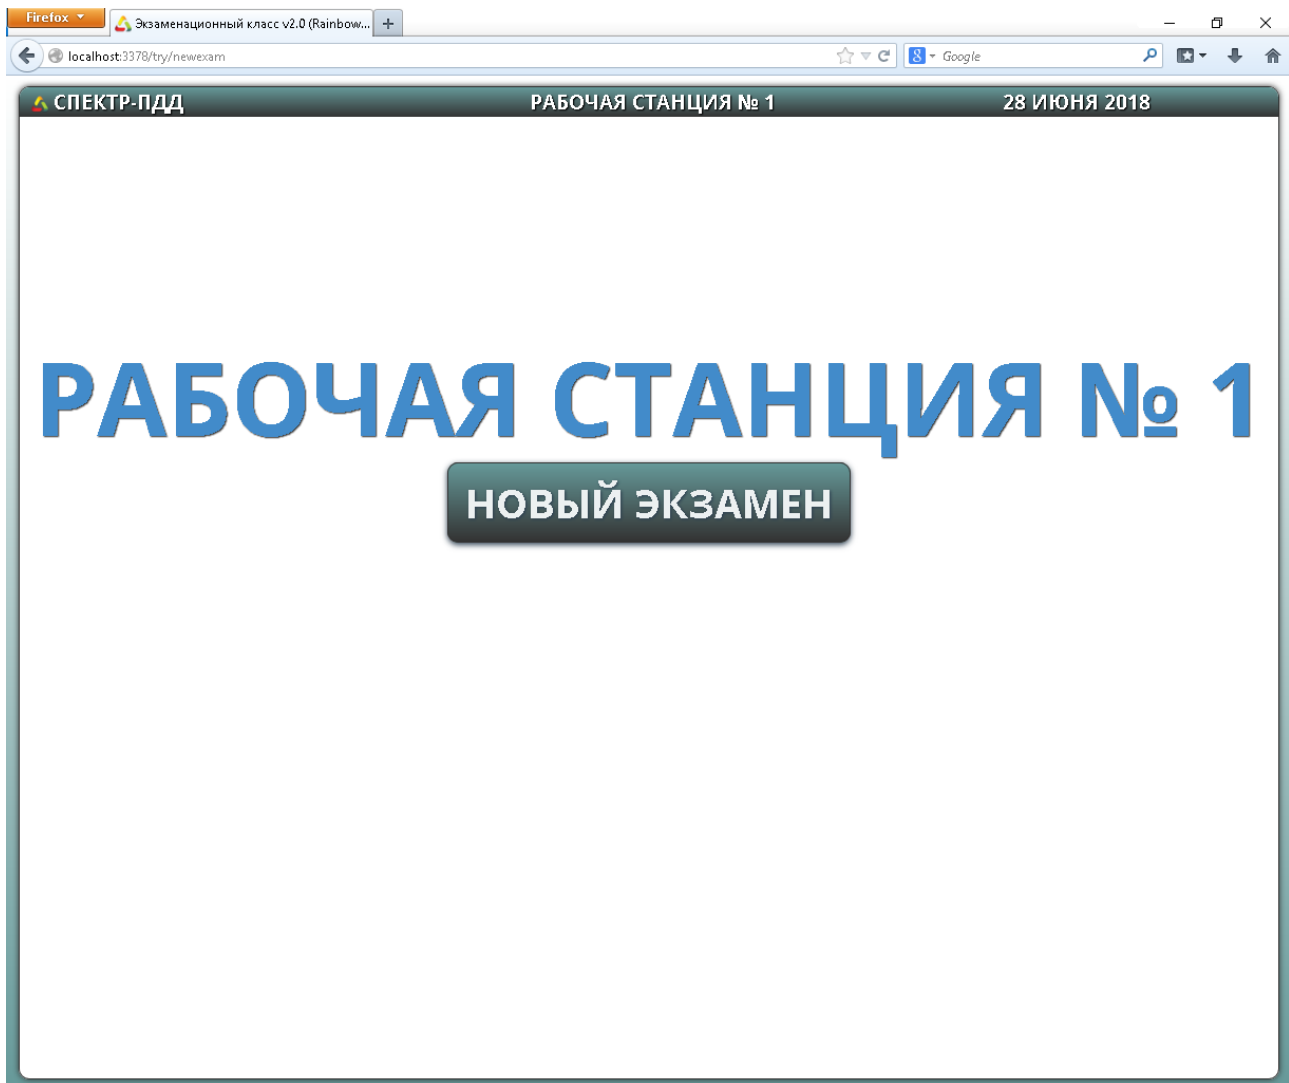 Firefox
Экзаменационный класс v2.0 (Rainbow...
localhost:3378/try/newexam
8 Google
СПЕКТР-ПДД РАБОЧАЯ СТАНЦИЯ № 1 28 ИЮНЯ 2018
РАБОЧАЯ СТАНЦИЯ № 1
НОВЫЙ ЭКЗАМЕН